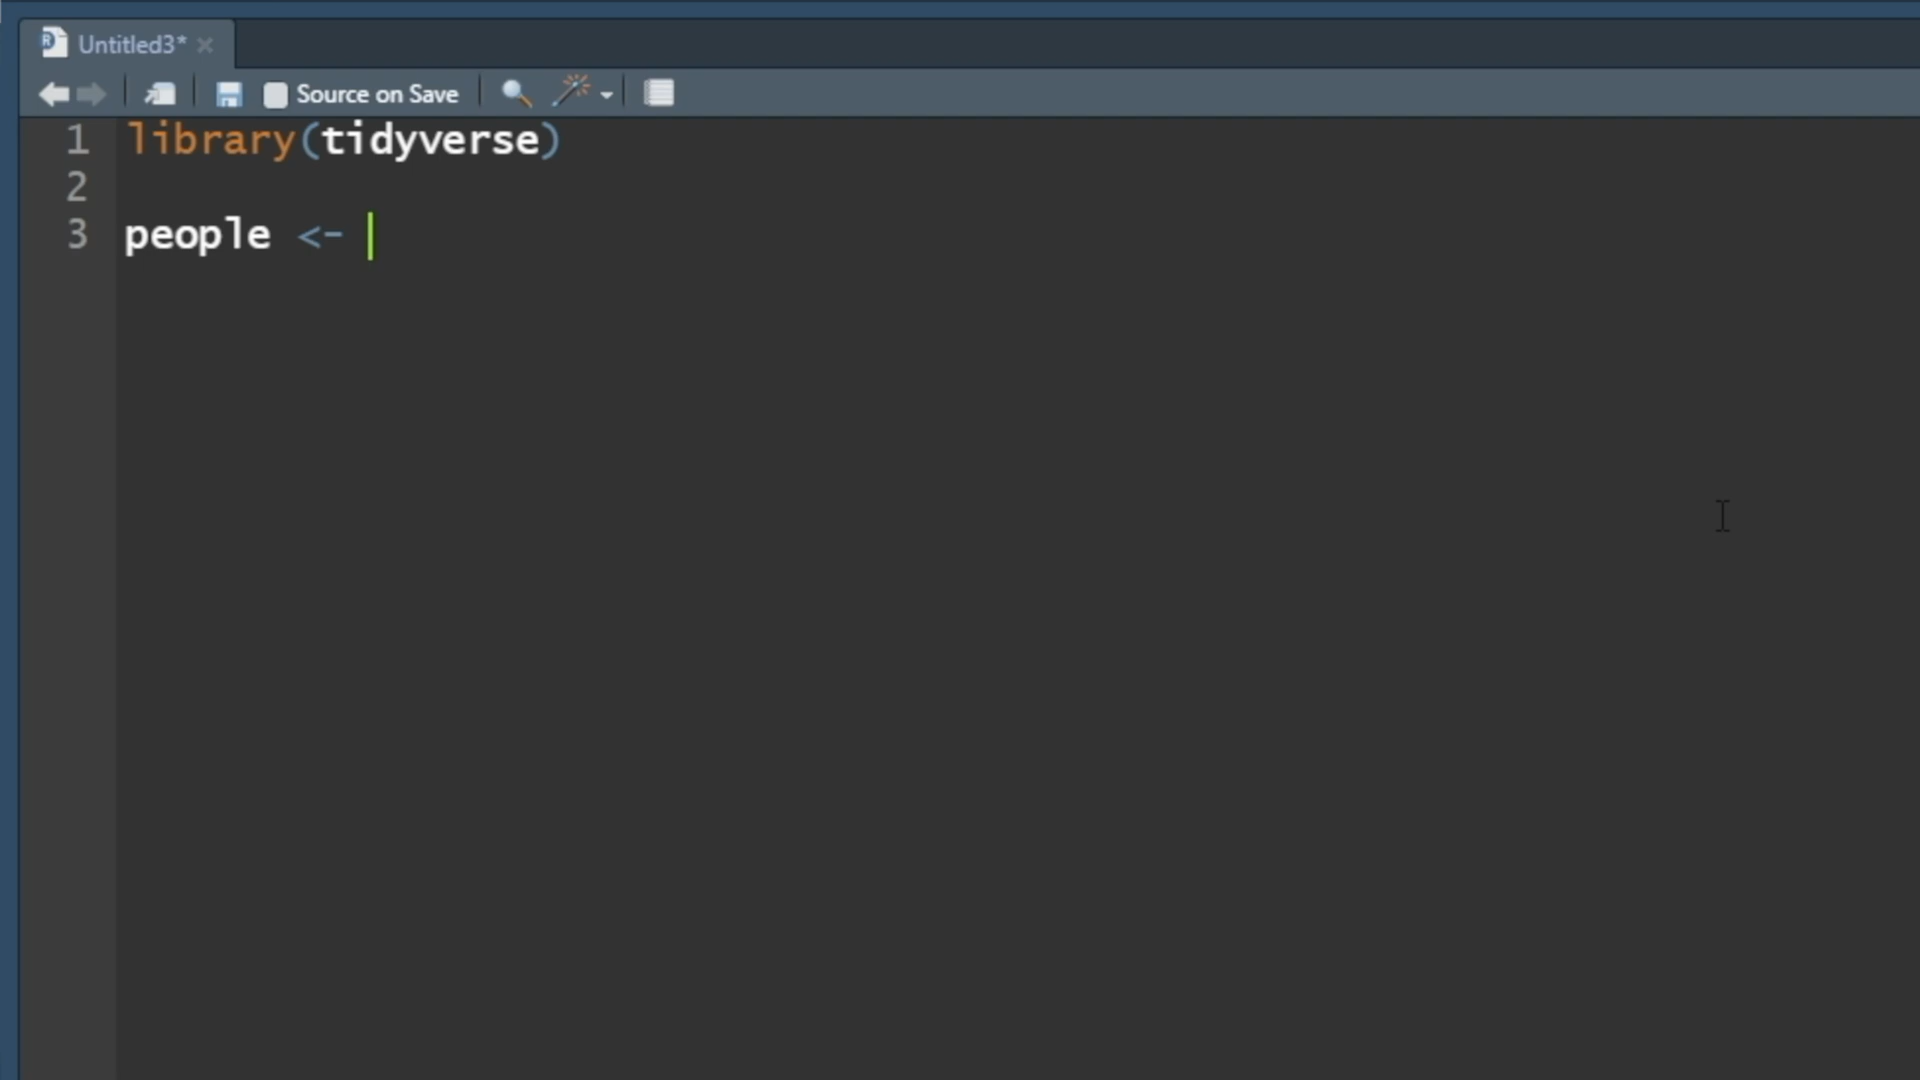 Untitled3*
Source on Save
1 library(tidyverse)
2
3 people <-